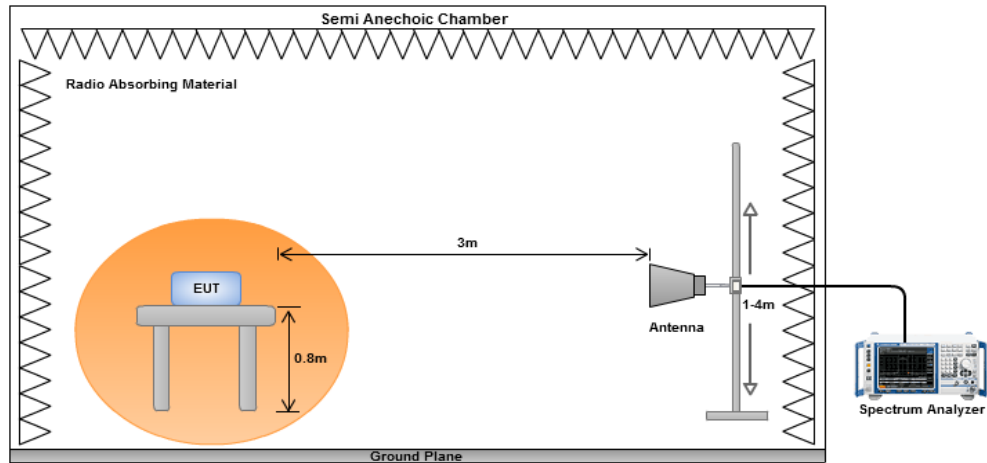 Semi Anechoic Chamber
Radio Absorbing Material
3m
EUT
1-4m
Antenna
0.8m
Spectrum Analyzer
Ground Plane